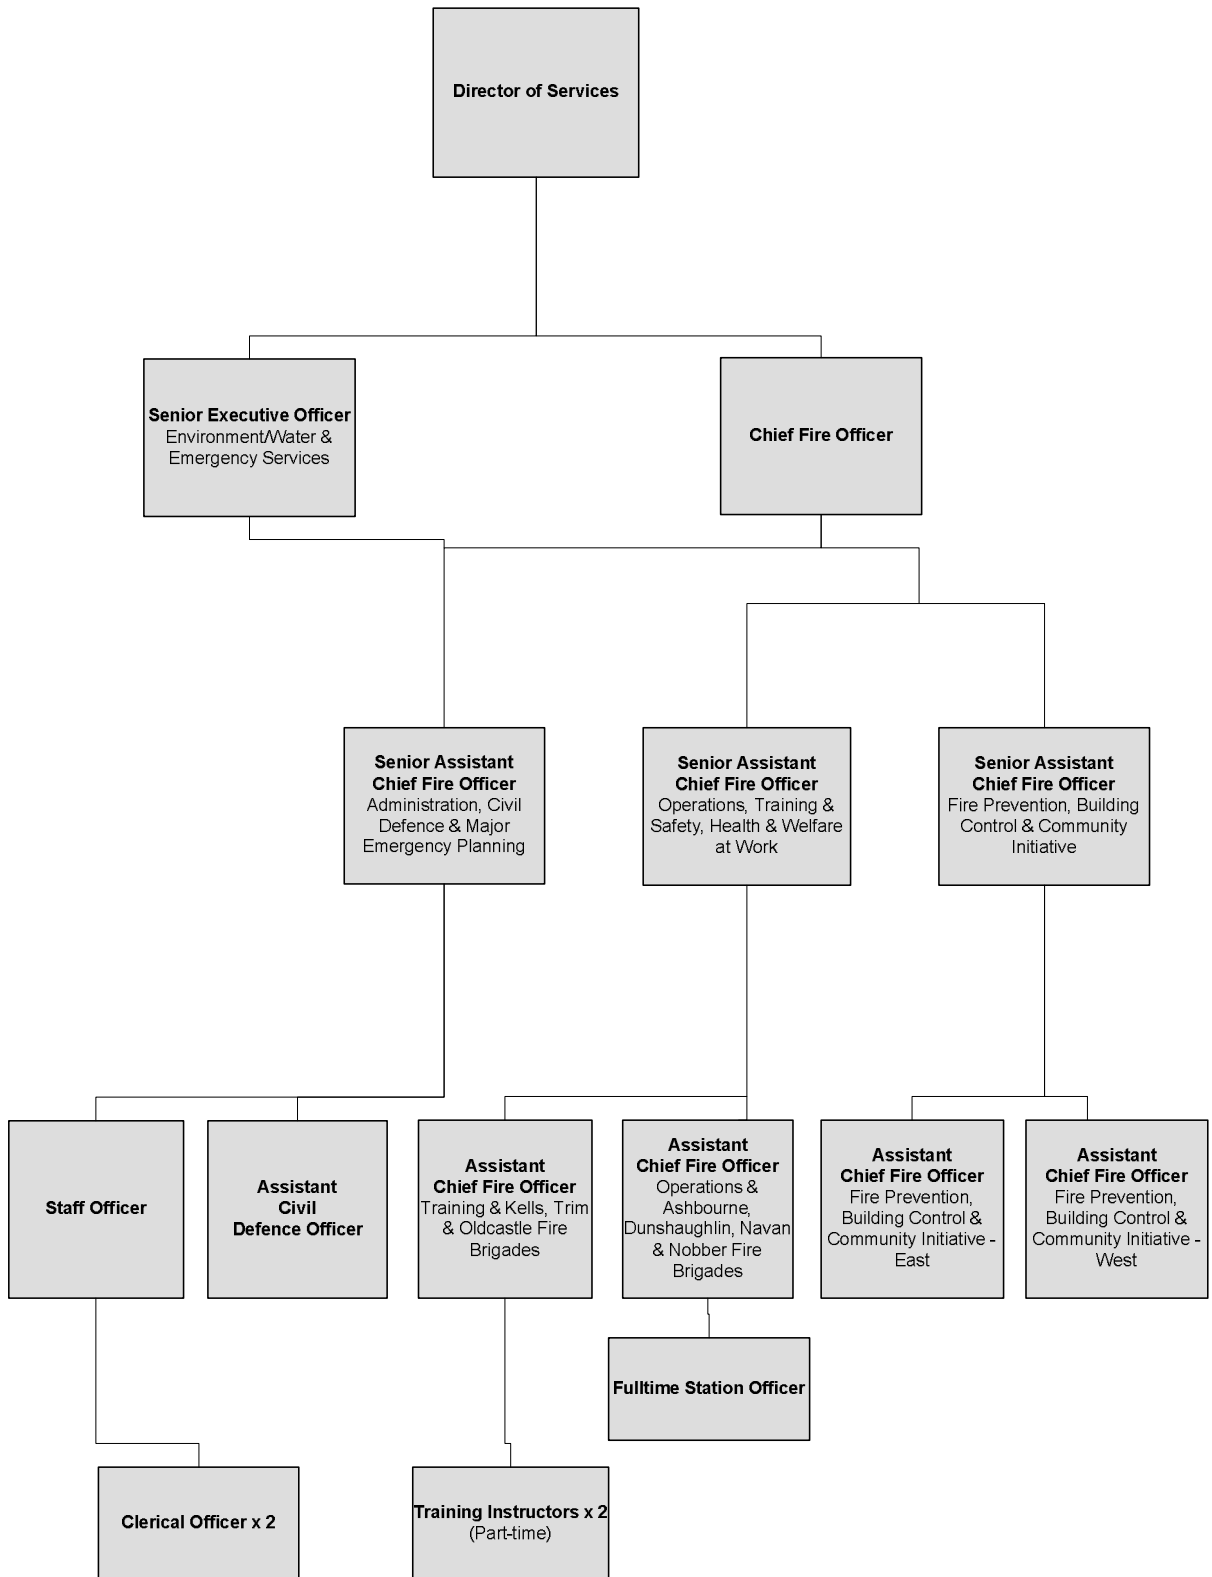 Director of Services
Senior Executive Officer
Environment/Water &
Emergency Services
Chief Fire Officer
Senior Assistant
Chief Fire Officer
Administration, Civil
Defence & Major
Emergency Planning
Senior Assistant
Chief Fire Officer
Operations, Training &
Safety, Health & Welfare
at Work
Senior Assistant
Chief Fire Officer
Fire Prevention, Building
Control & Community
Initiative
Staff Officer
Assistant
Civil
Defence Officer
Assistant
Chief Fire Officer
Training & Kells, Trim
& Oldcastle Fire
Brigades
Assistant
Chief Fire Officer
Operations &
Ashbourne,
Dunshaughlin, Navan
& Nobber Fire
Brigades
Assistant
Chief Fire Officer
Fire Prevention,
Building Control &
Community Initiative -
East
Assistant
Chief Fire Officer
Fire Prevention,
Building Control &
Community Initiative -
West
Fulltime Station Officer
Clerical Officer x 2
Training Instructors x 2
(Part-time)